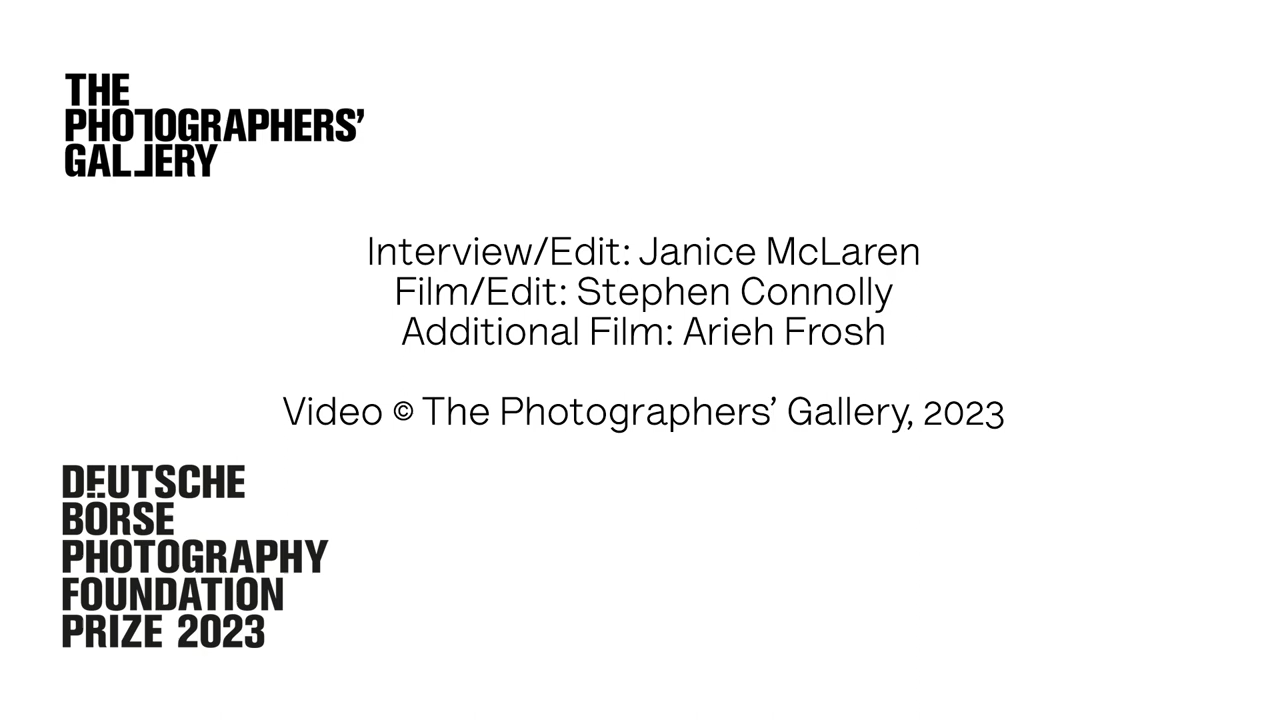 THE
PHOTOGRAPHERS’
GALLERY
Interview/Edit: Janice McLaren
Film/Edit: Stephen Connolly
Additional Film: Arieh Frosh
Video © The Photographers’ Gallery, 2023
DEUTSCHE
BÖRSE
PHOTOGRAPHY
FOUNDATION
PRIZE 2023